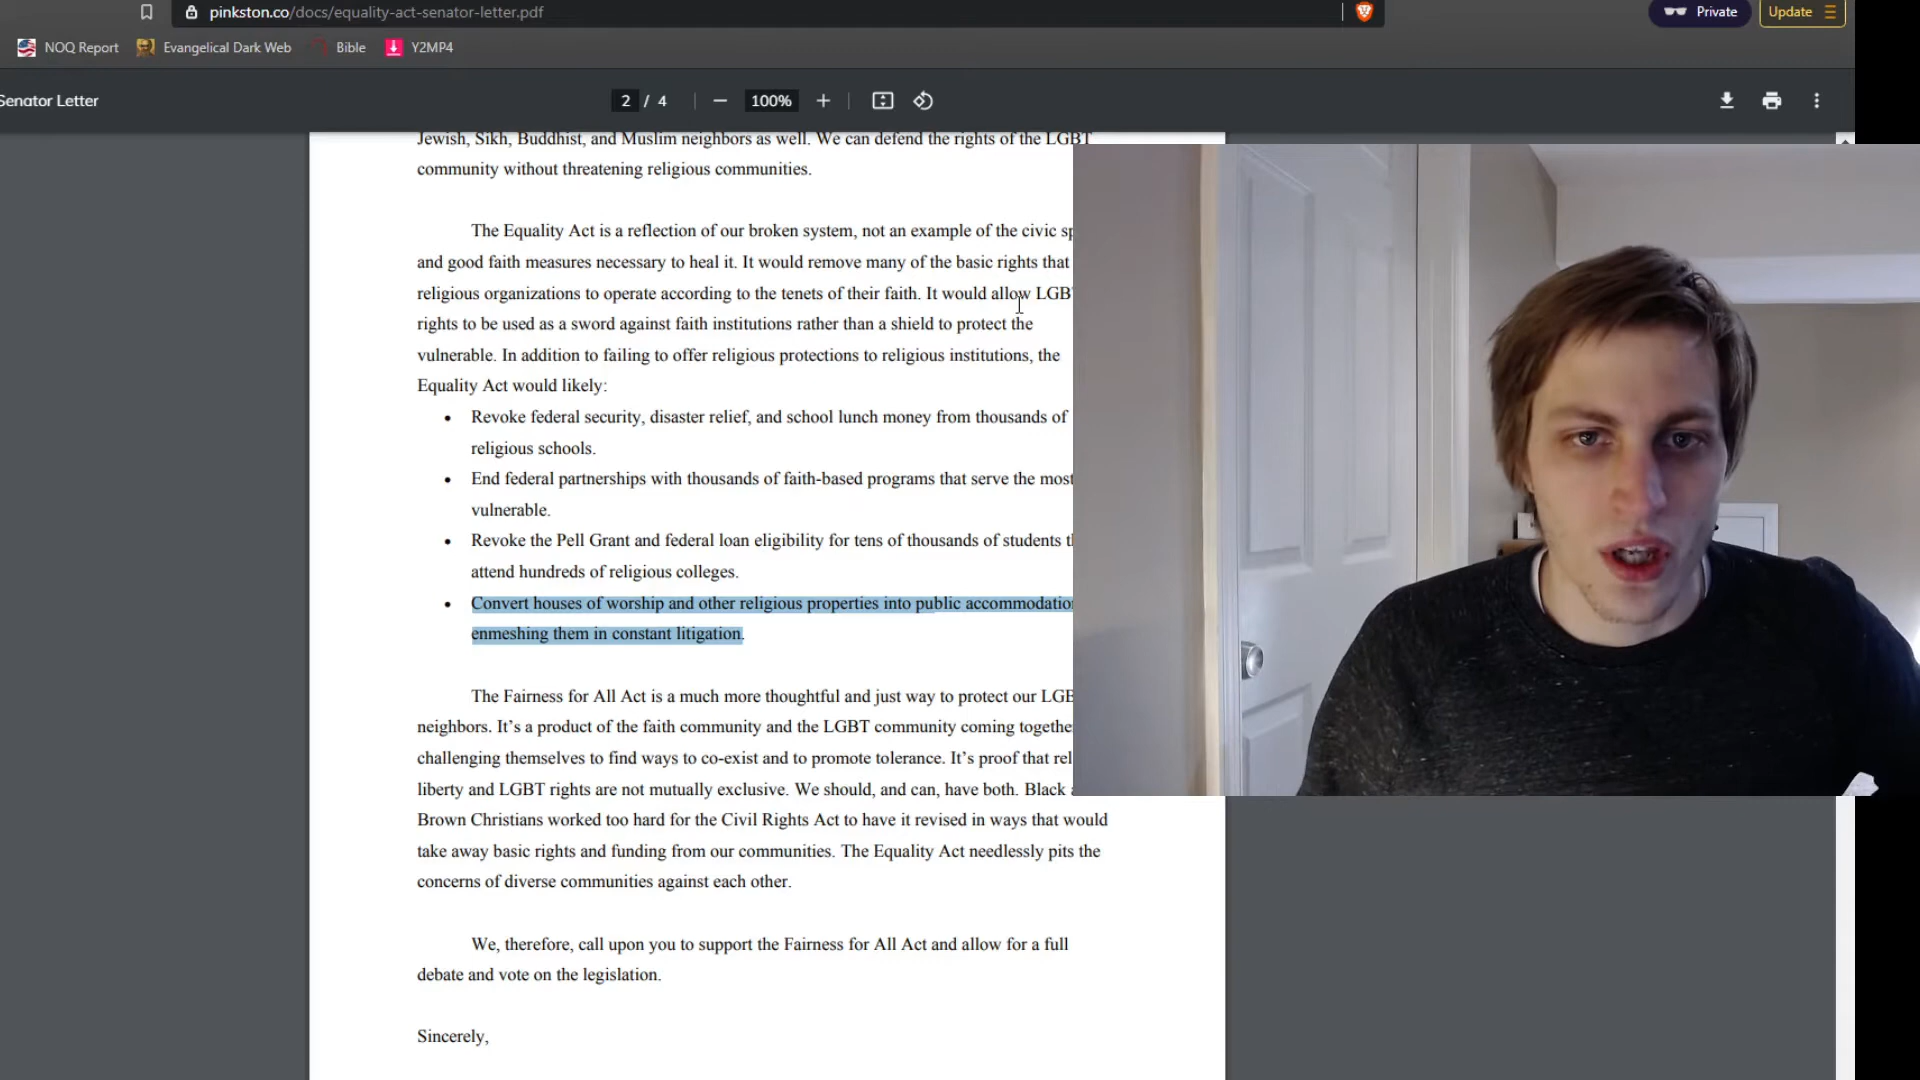 pinkston.co/docs/equality-act-senator-letter.pdf
Private
Update
NOQ Report
Evangelical Dark Web
Bible
Y2MP4
Senator Letter
2 / 4
100%
Jewish, Sikh, Buddhist, and Muslim neighbors as well. We can defend the rights of the LGBT
community without threatening religious communities.
The Equality Act is a reflection of our broken system, not an example of the civic sp
and good faith measures necessary to heal it. It would remove many of the basic rights that
religious organizations to operate according to the tenets of their faith. It would allow LGBT
rights to be used as a sword against faith institutions rather than a shield to protect the
vulnerable. In addition to failing to offer religious protections to religious institutions, the
Equality Act would likely:
• Revoke federal security, disaster relief, and school lunch money from thousands of
religious schools.
• End federal partnerships with thousands of faith-based programs that serve the most
vulnerable.
• Revoke the Pell Grant and federal loan eligibility for tens of thousands of students
attend hundreds of religious colleges.
• Convert houses of worship and other religious properties into public accommodation
enmeshing them in constant litigation.
The Fairness for All Act is a much more thoughtful and just way to protect our LGB
neighbors. It's a product of the faith community and the LGBT community coming together
challenging themselves to find ways to co-exist and to promote tolerance. It's proof that rel
liberty and LGBT rights are not mutually exclusive. We should, and can, have both. Black
Brown Christians worked too hard for the Civil Rights Act to have it revised in ways that would
take away basic rights and funding from our communities. The Equality Act needlessly pits the
concerns of diverse communities against each other.
We, therefore, call upon you to support the Fairness for All Act and allow for a full
debate and vote on the legislation.
Sincerely,